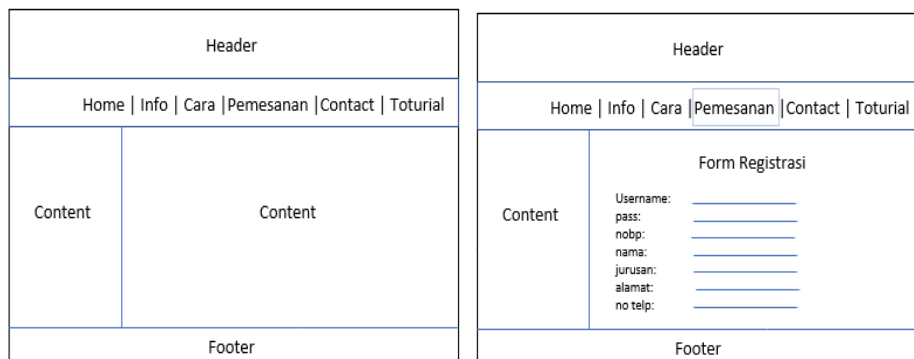 Header
Home | Info | Cara |Pemesanan |Contact | Toturial
Content
Content
Footer
Header
Home | Info | Cara |Pemesanan |Contact | Toturial
Content
Form Registrasi
Username:
pass:
nobp:
nama:
jurusan:
alamat:
no telp:
Footer